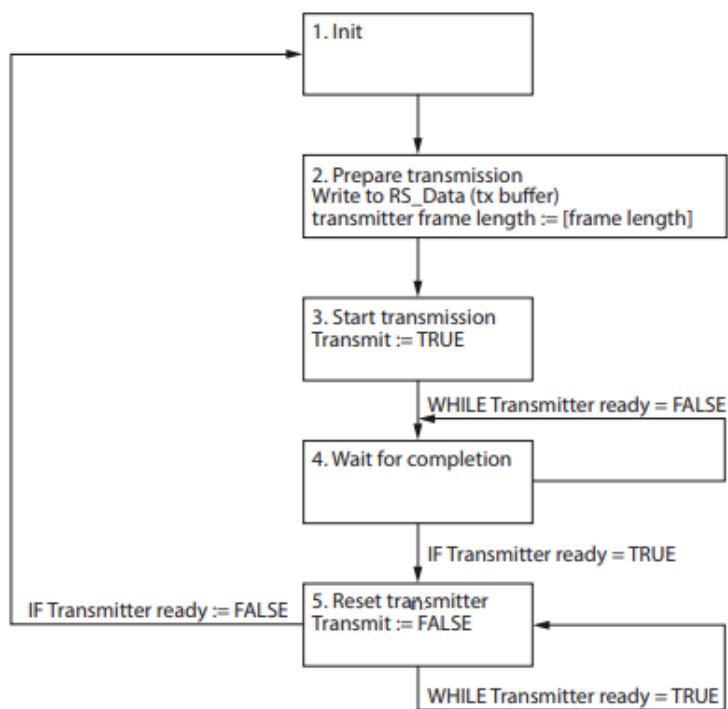 1. Init
2. Prepare transmission
Write to RS_Data (tx buffer)
transmitter frame length := [frame length]
3. Start transmission
Transmit := TRUE
WHILE Transmitter ready = FALSE
4. Wait for completion
IF Transmitter ready = TRUE
IF Transmitter ready := FALSE
5. Reset transmitter
Transmit := FALSE
WHILE Transmitter ready = TRUE